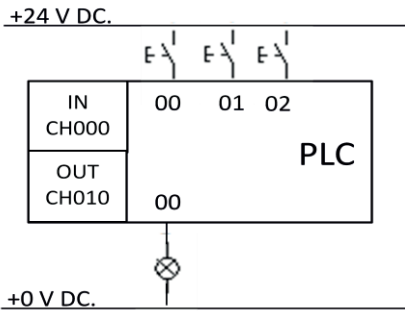 +24 V DC.
IN 00 01 02
CH000
PLC
OUT
CH010 00
+0 V DC.